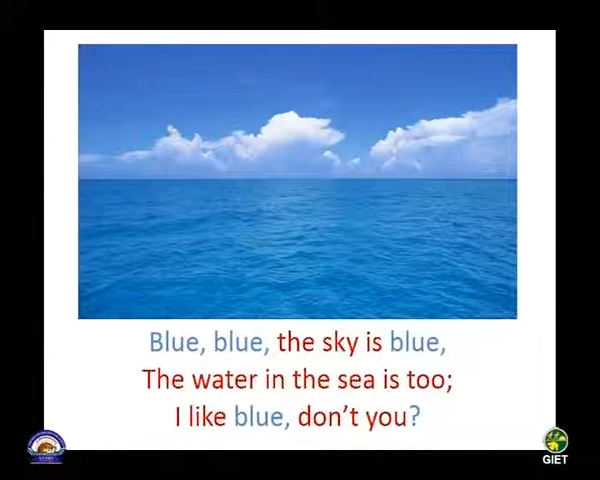 Blue, blue, the sky is blue,
The water in the sea is too;
I like blue, don't you?
GIET